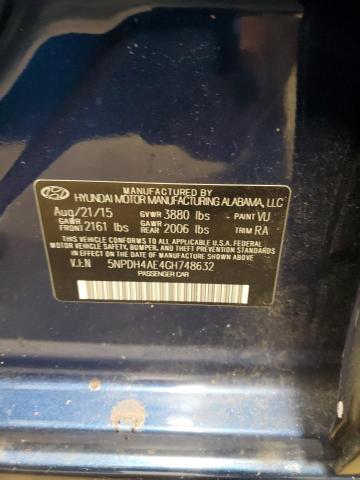 MANUFACTURED BY
HYUNDAI MOTOR MANUFACTURING ALABAMA, LLC
Aug/21/15 GVWR 3880 lbs PAINT VU
GAWR FRONT 2161 lbs GAWR REAR 2006 lbs TRIM RA
THIS VEHICLE CONFORMS TO ALL APPLICABLE U.S. FEDERAL
MOTOR VEHICLE SAFETY, BUMPER, AND THEFT PREVENTION STANDARDS
IN EFFECT ON THE DATE OF MANUFACTURE SHOWN ABOVE.
V.I.N 5NPDH4AE4GH748632
PASSENGER CAR